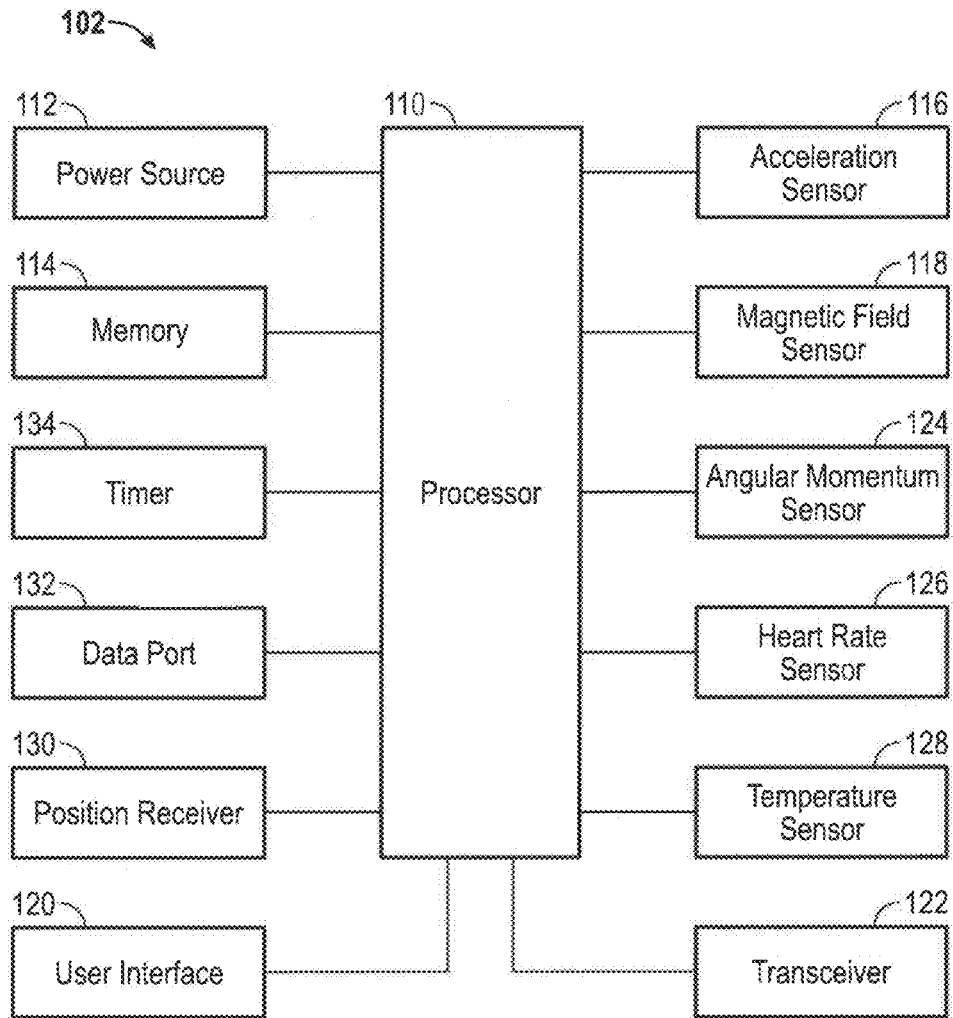 102
112
110
116
Power Source
Acceleration
Sensor
114
118
Memory
Magnetic Field
Sensor
134
124
Timer
Processor
Angular Momentum
Sensor
132
126
Data Port
Heart Rate
Sensor
130
128
Position Receiver
Temperature
Sensor
120
122
User Interface
Transceiver